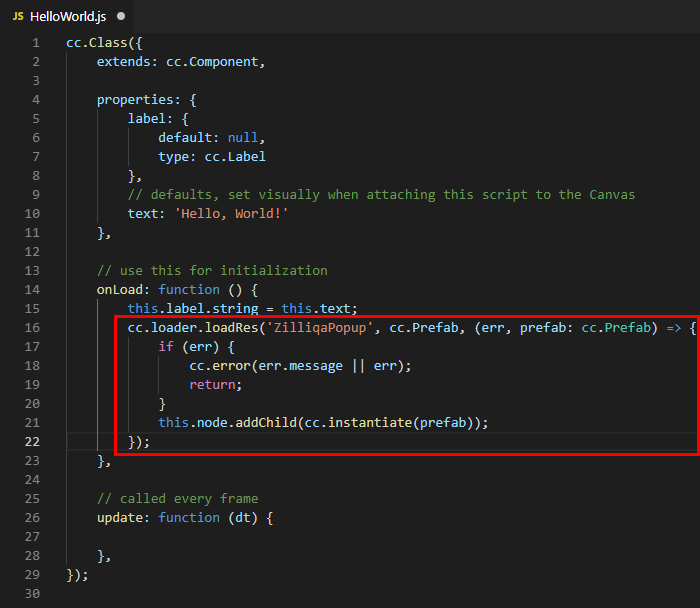 JS HelloWorld.js ●
1 cc.Class({
2     extends: cc.Component,
3
4     properties: {
5         label: {
6             default: null,
7             type: cc.Label
8         },
9         // defaults, set visually when attaching this script to the Canvas
10         text: 'Hello, World!'
11     },
12
13     // use this for initialization
14     onLoad: function () {
15         this.label.string = this.text;
16         cc.loader.loadRes('ZilliqaPopup', cc.Prefab, (err, prefab: cc.Prefab) => {
17             if (err) {
18                 cc.error(err.message || err);
19                 return;
20             }
21             this.node.addChild(cc.instantiate(prefab));
22         });
23     },
24
25     // called every frame
26     update: function (dt) {
27
28     },
29 });
30